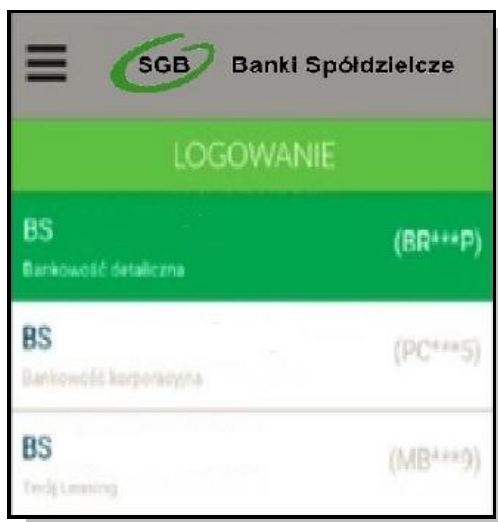 SGB Banki Spółdzielcze
LOGOWANIE
BS (BR***P)
Bankowość detaliczna
BS (PC***5)
Bankowość korporacyjna
BS (MB***9)
Twój Leasing